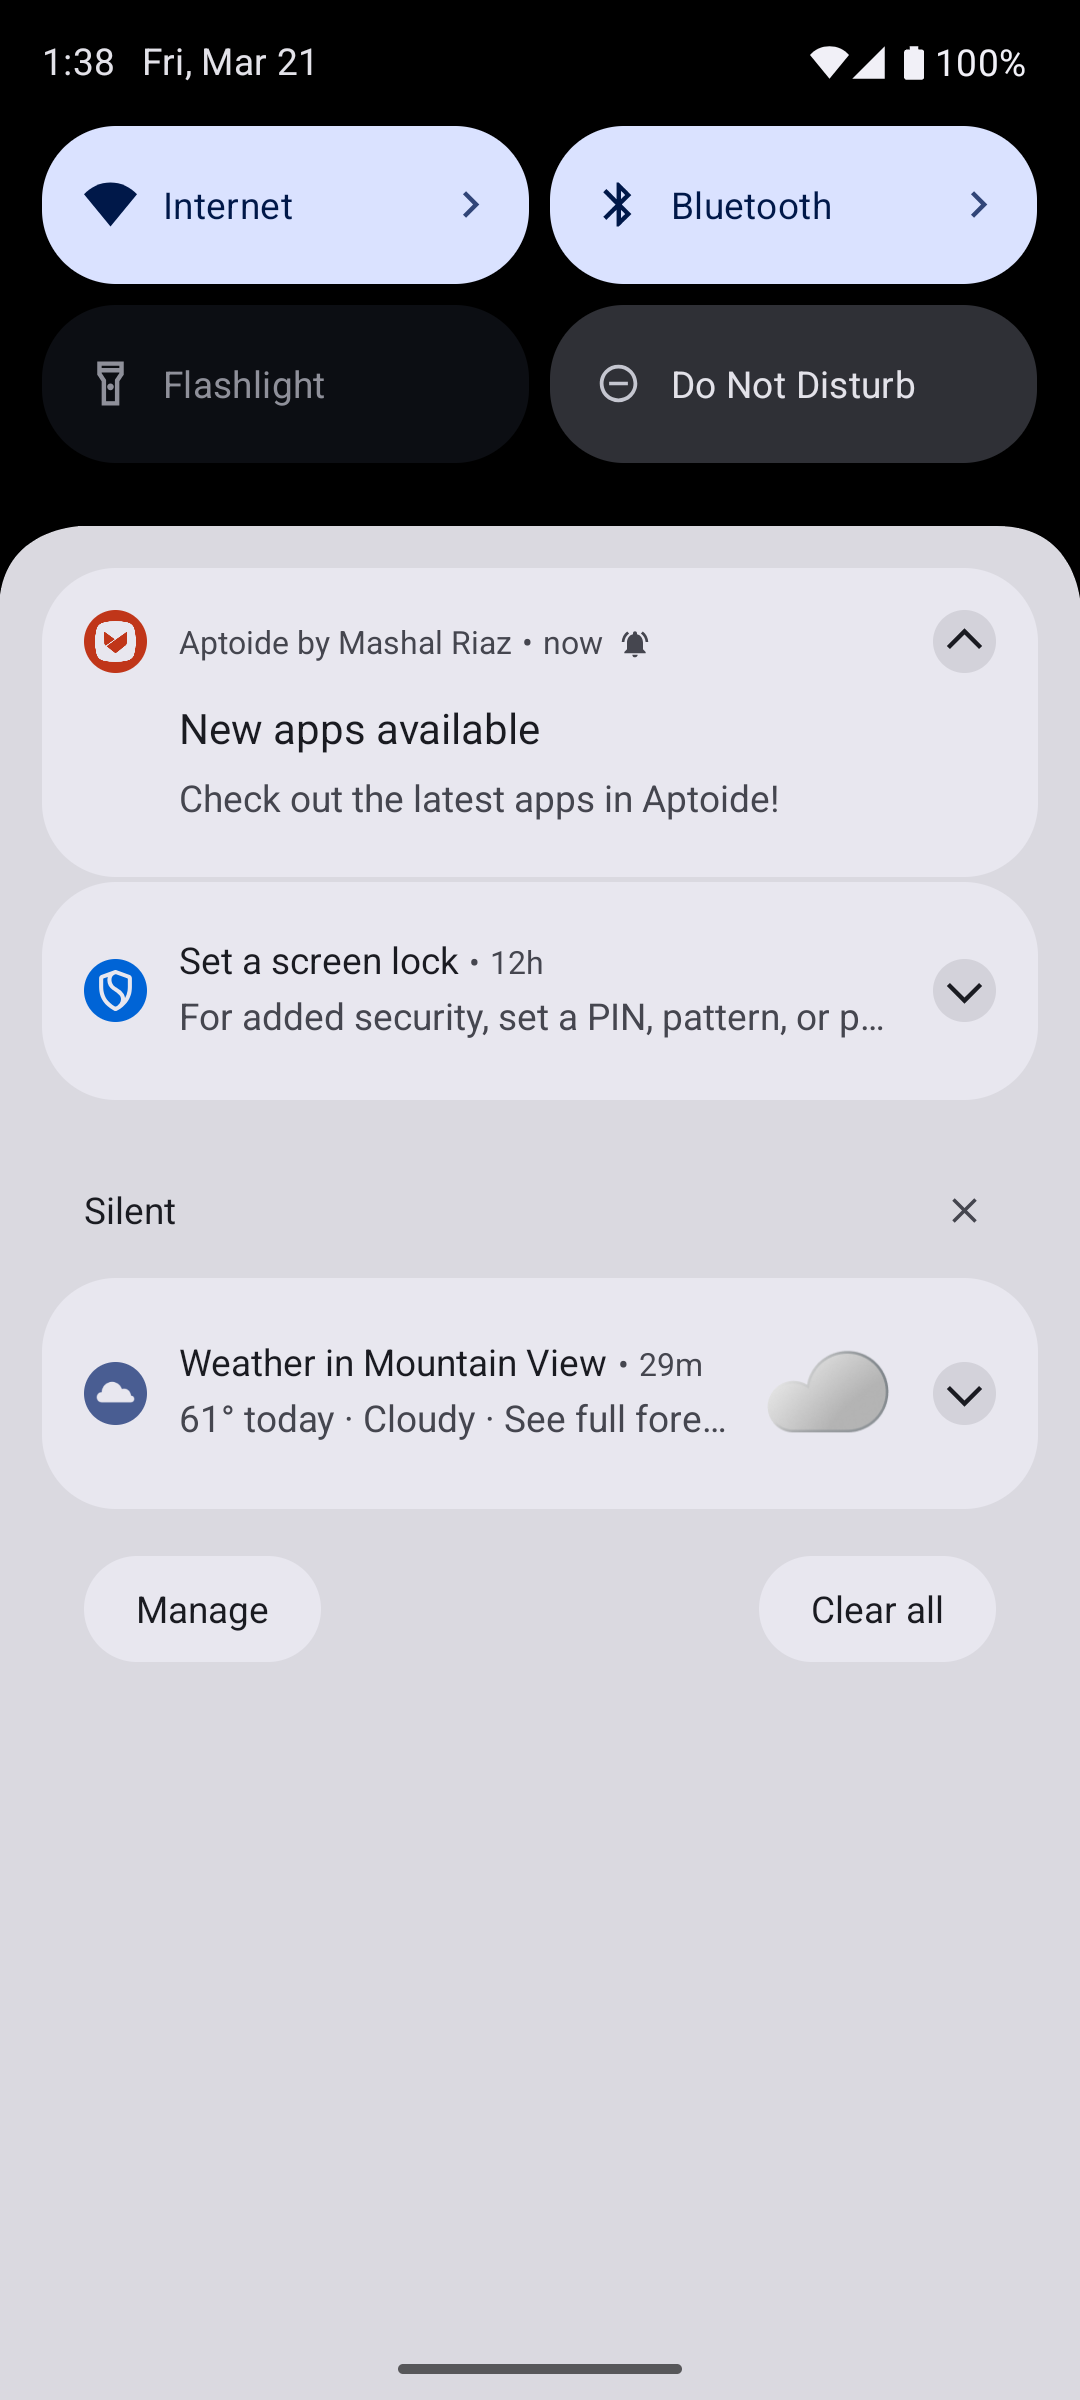 1:38 Fri, Mar 21 100%
Internet Bluetooth
Flashlight Do Not Disturb
Aptoide by Mashal Riaz • now
New apps available
Check out the latest apps in Aptoide!
Set a screen lock • 12h
For added security, set a PIN, pattern, or p…
Silent
Weather in Mountain View • 29m
61° today · Cloudy · See full fore…
Manage Clear all